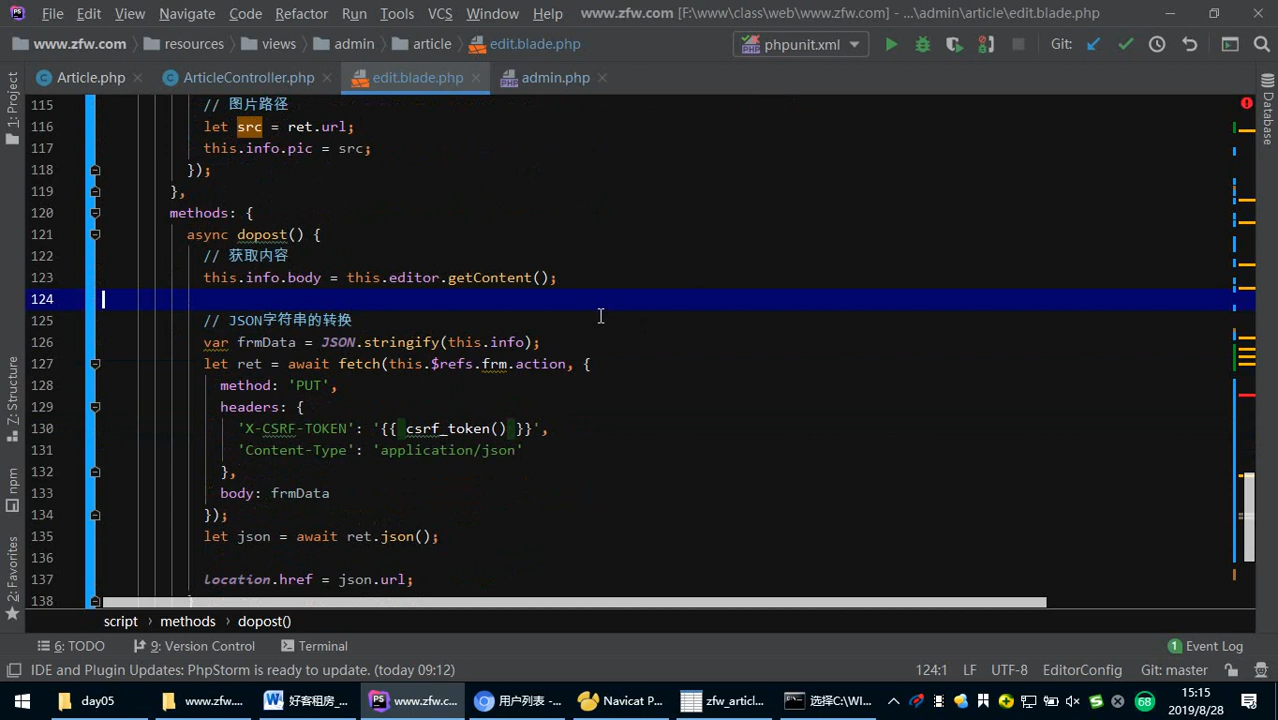 File Edit View Navigate Code Refactor Run Tools VCS Window Help www.zfw.com [F:\www\class\web\www.zfw.com] - ...\admin\article\edit.blade.php
www.zfw.com resources views admin article edit.blade.php phpunit.xml Git:
Article.php ArticleController.php edit.blade.php admin.php
1: Project
7: Structure
npm
2: Favorites
Database
115 // 图片路径
116 let src = ret.url;
117 this.info.pic = src;
118 });
119 },
120 methods: {
121 async dopost() {
122 // 获取内容
123 this.info.body = this.editor.getContent();
124
125 // JSON字符串的转换
126 var frmData = JSON.stringify(this.info);
127 let ret = await fetch(this.$refs.frm.action, {
128 method: 'PUT',
129 headers: {
130 'X-CSRF-TOKEN': '{{ csrf_token() }}',
131 'Content-Type': 'application/json'
132 },
133 body: frmData
134 });
135 let json = await ret.json();
136
137 location.href = json.url;
138 }
script › methods › dopost()
6: TODO 9: Version Control Terminal 1 Event Log
IDE and Plugin Updates: PhpStorm is ready to update. (today 09:12) 124:1 LF UTF-8 EditorConfig Git: master
day05 www.zfw.... 好客租房_... www.zfw.c... 用户列表 -... Navicat P... zfw_articl... 选择C:\WI... 68 15:15
2019/8/28